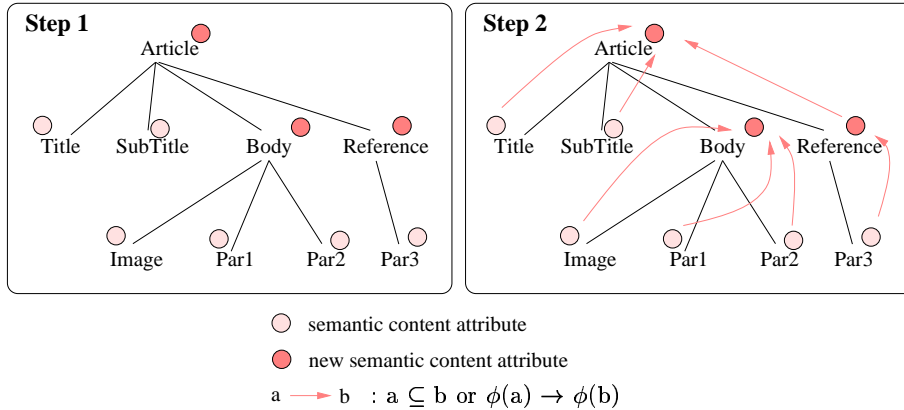 Step 1
Step 2
Article
Article
Title
SubTitle
Body
Reference
Title
SubTitle
Body
Reference
Image
Par1
Par2
Par3
Image
Par1
Par2
Par3
semantic content attribute
new semantic content attribute
a b : a ⊆ b or ϕ(a) → ϕ(b)